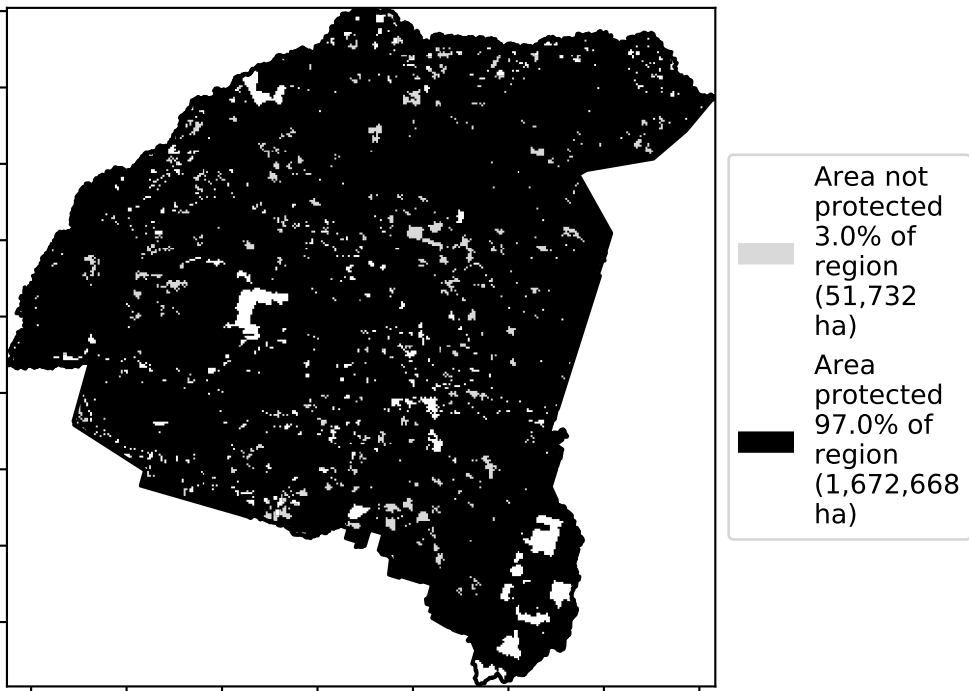 Area not
protected
3.0% of
region
(51,732
ha)
Area
protected
97.0% of
region
(1,672,668
ha)